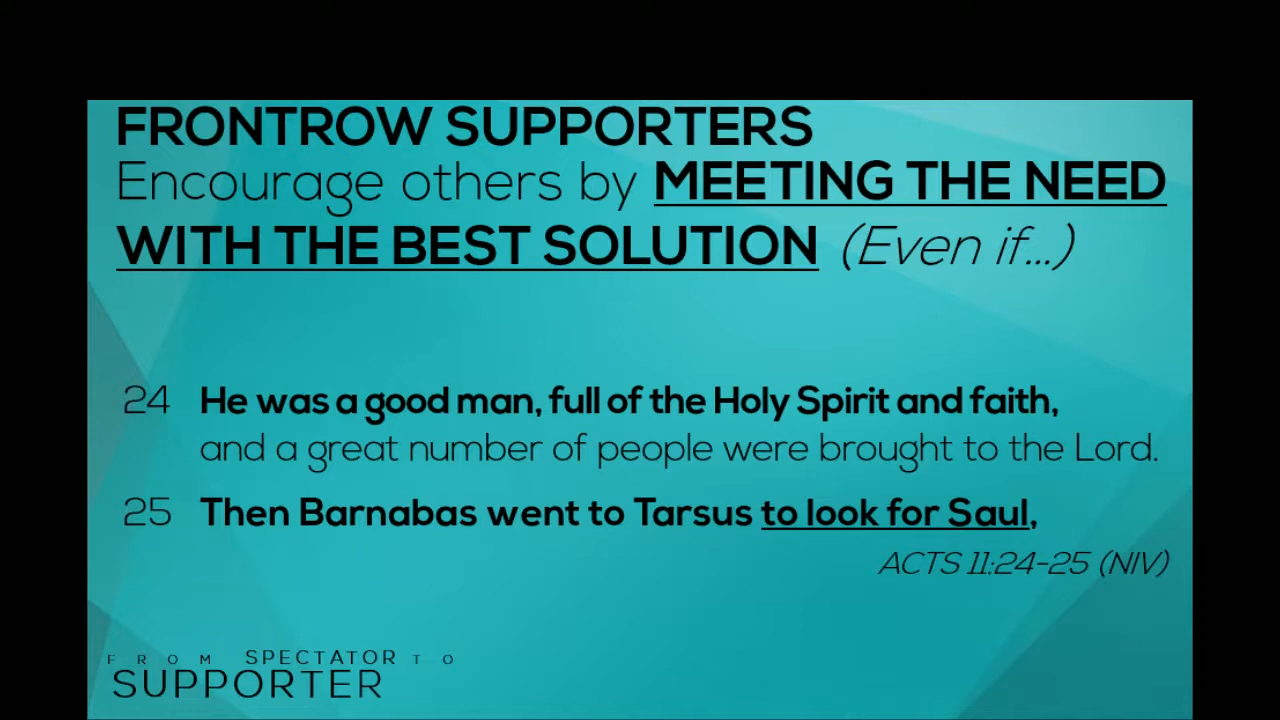 FRONTROW SUPPORTERS
Encourage others by MEETING THE NEED
WITH THE BEST SOLUTION (Even if...)
24 He was a good man, full of the Holy Spirit and faith,
and a great number of people were brought to the Lord.
25 Then Barnabas went to Tarsus to look for Saul,
ACTS 11:24-25 (NIV)
FROM SPECTATOR TO
SUPPORTER